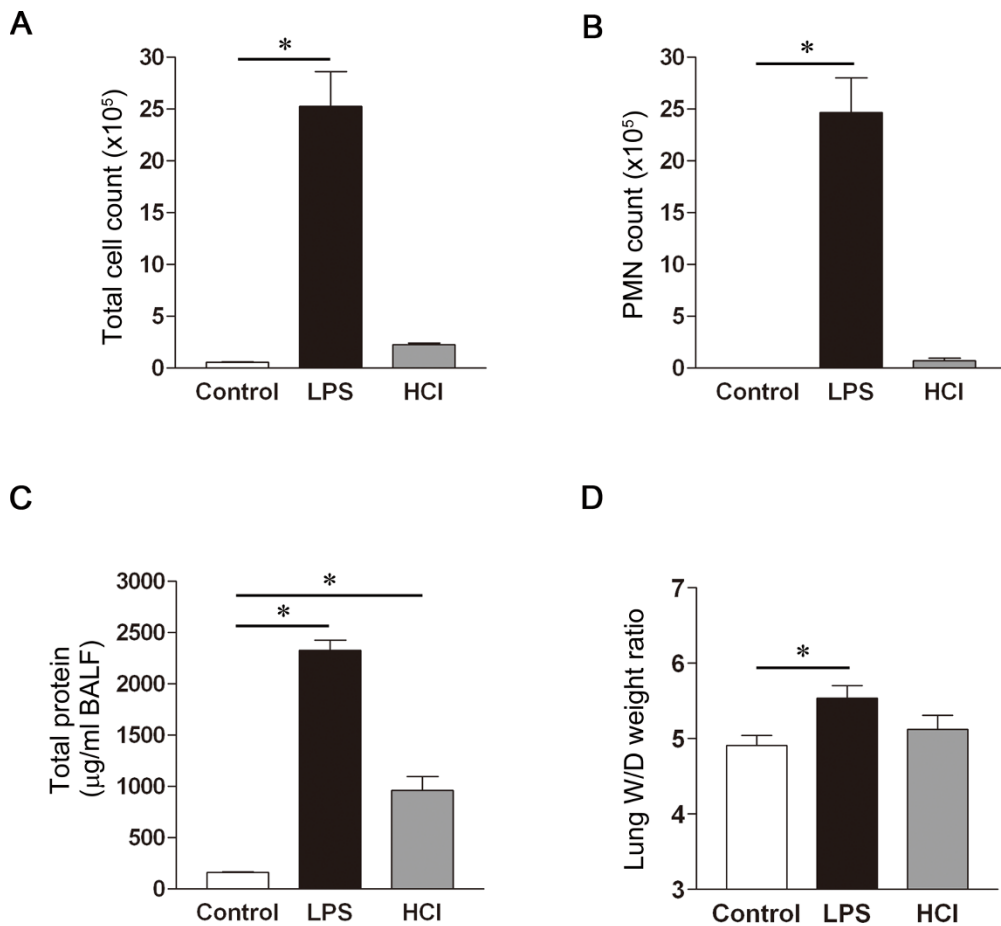 A
*
Total cell count (x10⁵)
30
25
20
15
10
5
0
Control LPS HCl
B
*
PMN count (x10⁵)
30
25
20
15
10
5
0
Control LPS HCl
C
*
*
Total protein
(μg/ml BALF)
3000
2500
2000
1500
1000
500
0
Control LPS HCl
D
*
Lung W/D weight ratio
7
6
5
4
3
Control LPS HCl